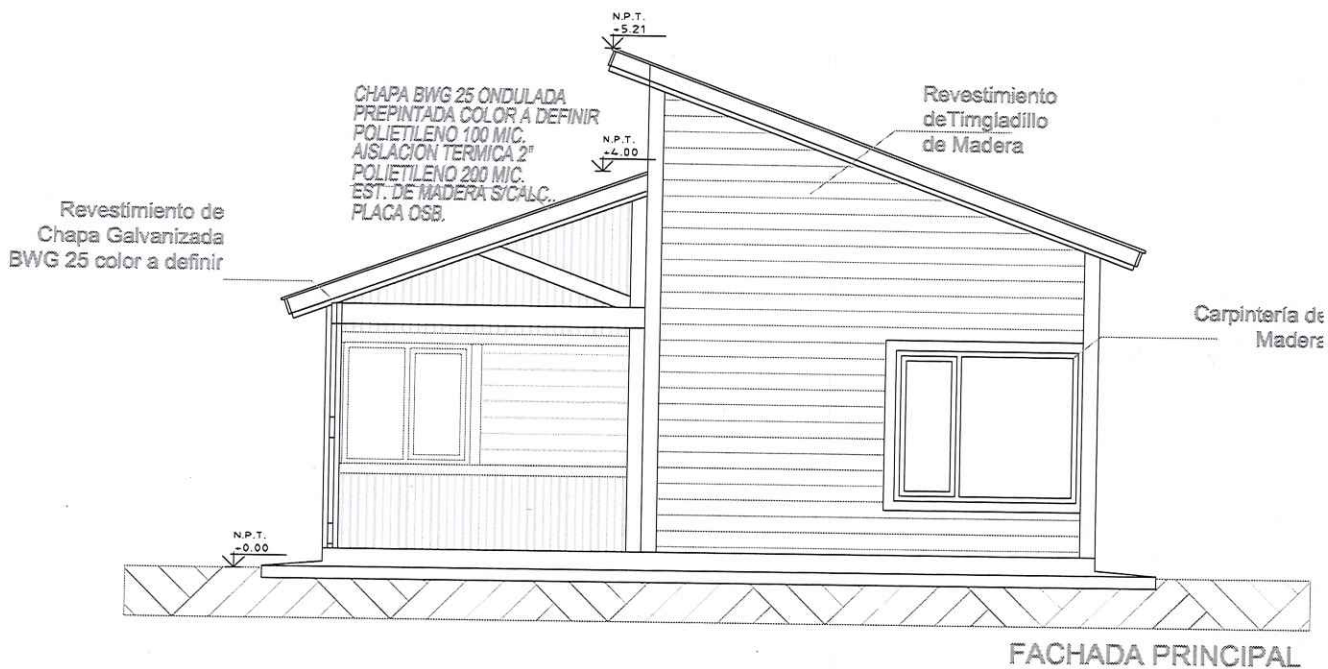 N.P.T.
+5.21
CHAPA BWG 25 ONDULADA
PREPINTADA COLOR A DEFINIR
POLIETILENO 100 MIC.
AISLACION TERMICA 2"
POLIETILENO 200 MIC.
EST. DE MADERA S/CALC..
PLACA OSB.
N.P.T.
+4.00
Revestimiento
deTimgladillo
de Madera
Revestimiento de
Chapa Galvanizada
BWG 25 color a definir
Carpintería de
Madera
N.P.T.
+0.00
FACHADA PRINCIPAL